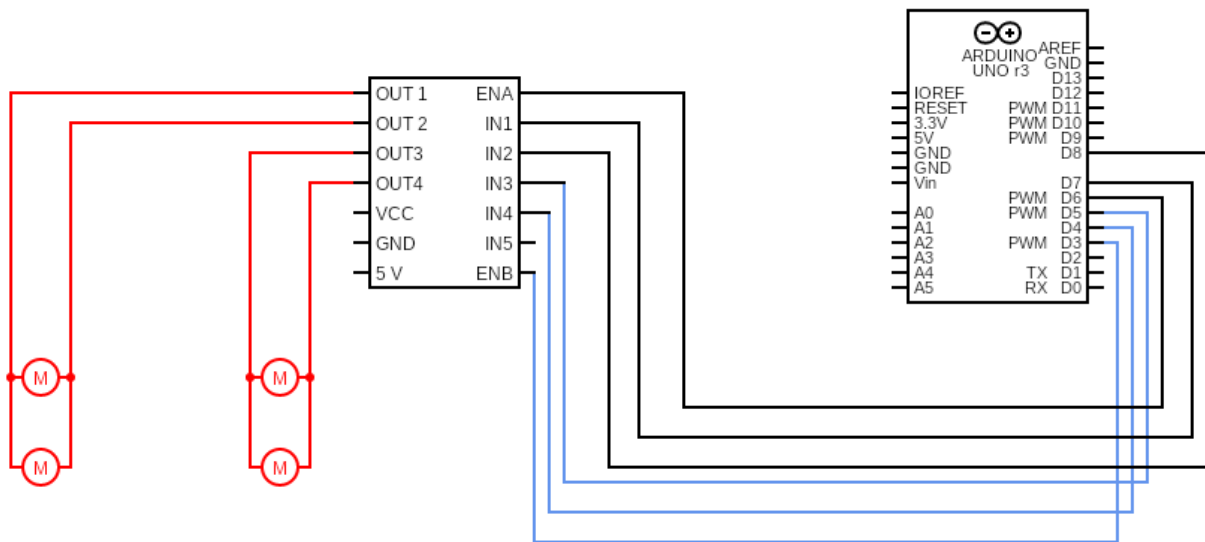 OUT 1 ENA
OUT 2 IN1
OUT3 IN2
OUT4 IN3
VCC IN4
GND IN5
5 V ENB
M
M
M
M
ARDUINO
UNO r3
AREF
GND
D13
IOREF D12
RESET PWM D11
3.3V PWM D10
5V PWM D9
GND D8
GND
Vin D7
PWM D6
A0 PWM D5
A1 D4
A2 PWM D3
A3 D2
A4 TX D1
A5 RX D0